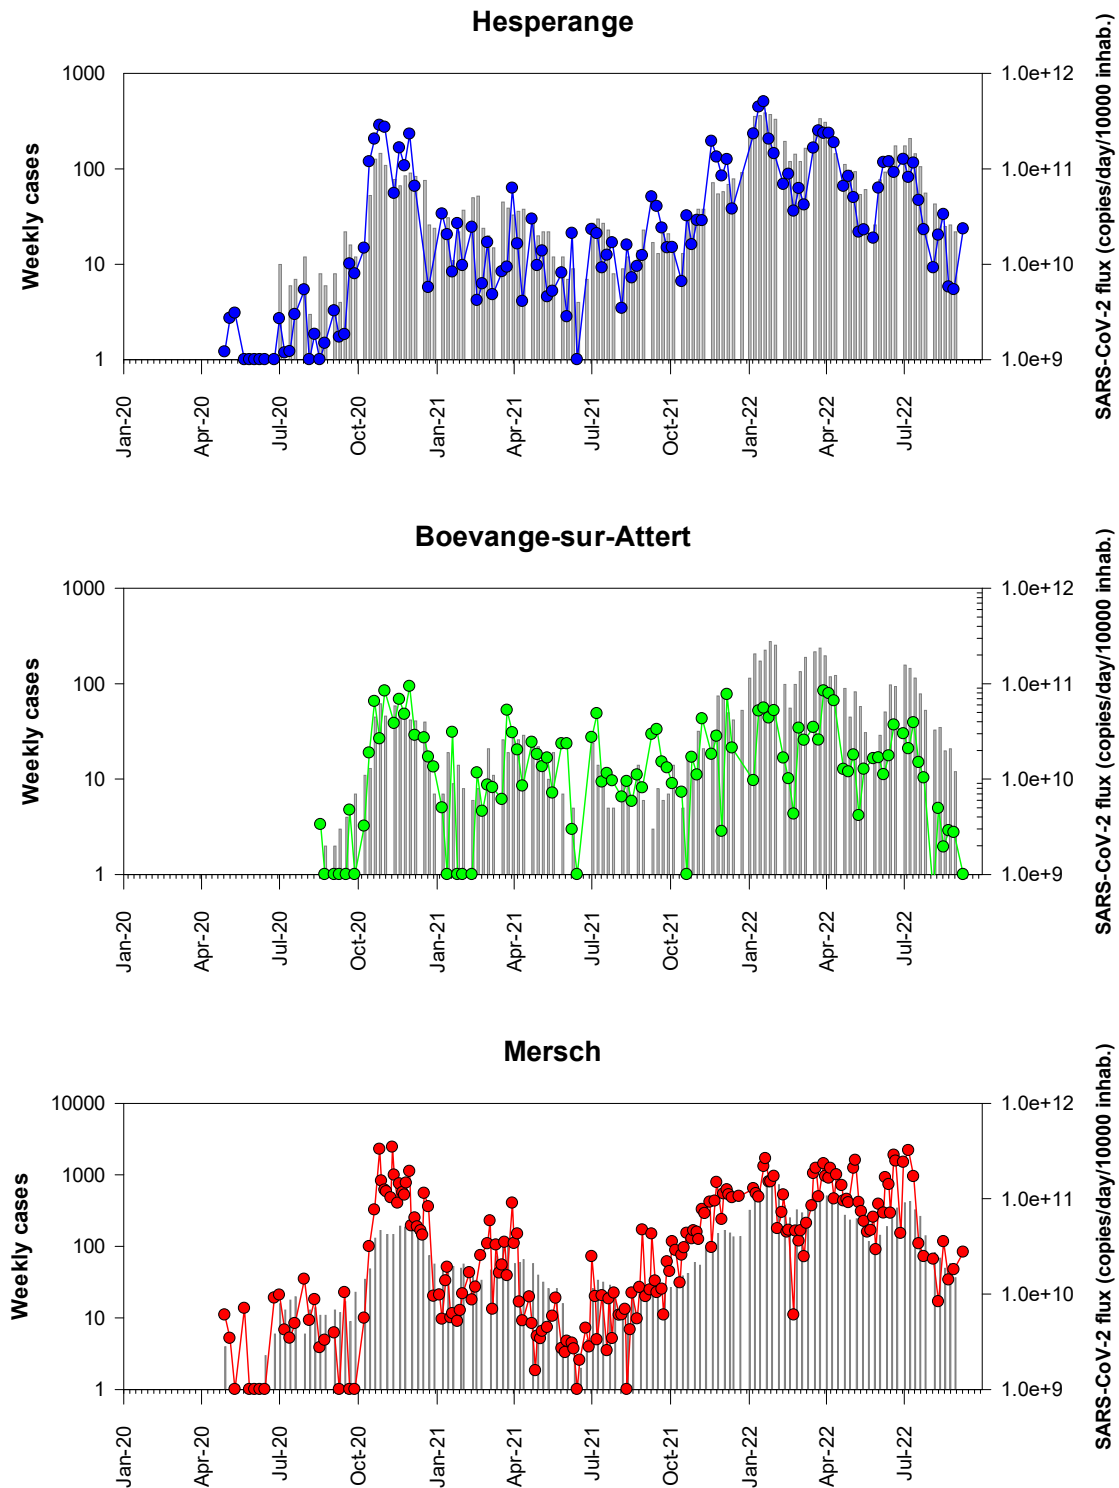 Hesperange
Weekly cases
1000
100
10
1
1.0e+12
1.0e+11
1.0e+10
1.0e+9
SARS-CoV-2 flux (copies/day/10000 inhab.)
Jan-20
Apr-20
Jul-20
Oct-20
Jan-21
Apr-21
Jul-21
Oct-21
Jan-22
Apr-22
Jul-22
Boevange-sur-Attert
Weekly cases
1000
100
10
1
1.0e+12
1.0e+11
1.0e+10
1.0e+9
SARS-CoV-2 flux (copies/day/10000 inhab.)
Jan-20
Apr-20
Jul-20
Oct-20
Jan-21
Apr-21
Jul-21
Oct-21
Jan-22
Apr-22
Jul-22
Mersch
Weekly cases
10000
1000
100
10
1
1.0e+12
1.0e+11
1.0e+10
1.0e+9
SARS-CoV-2 flux (copies/day/10000 inhab.)
Jan-20
Apr-20
Jul-20
Oct-20
Jan-21
Apr-21
Jul-21
Oct-21
Jan-22
Apr-22
Jul-22